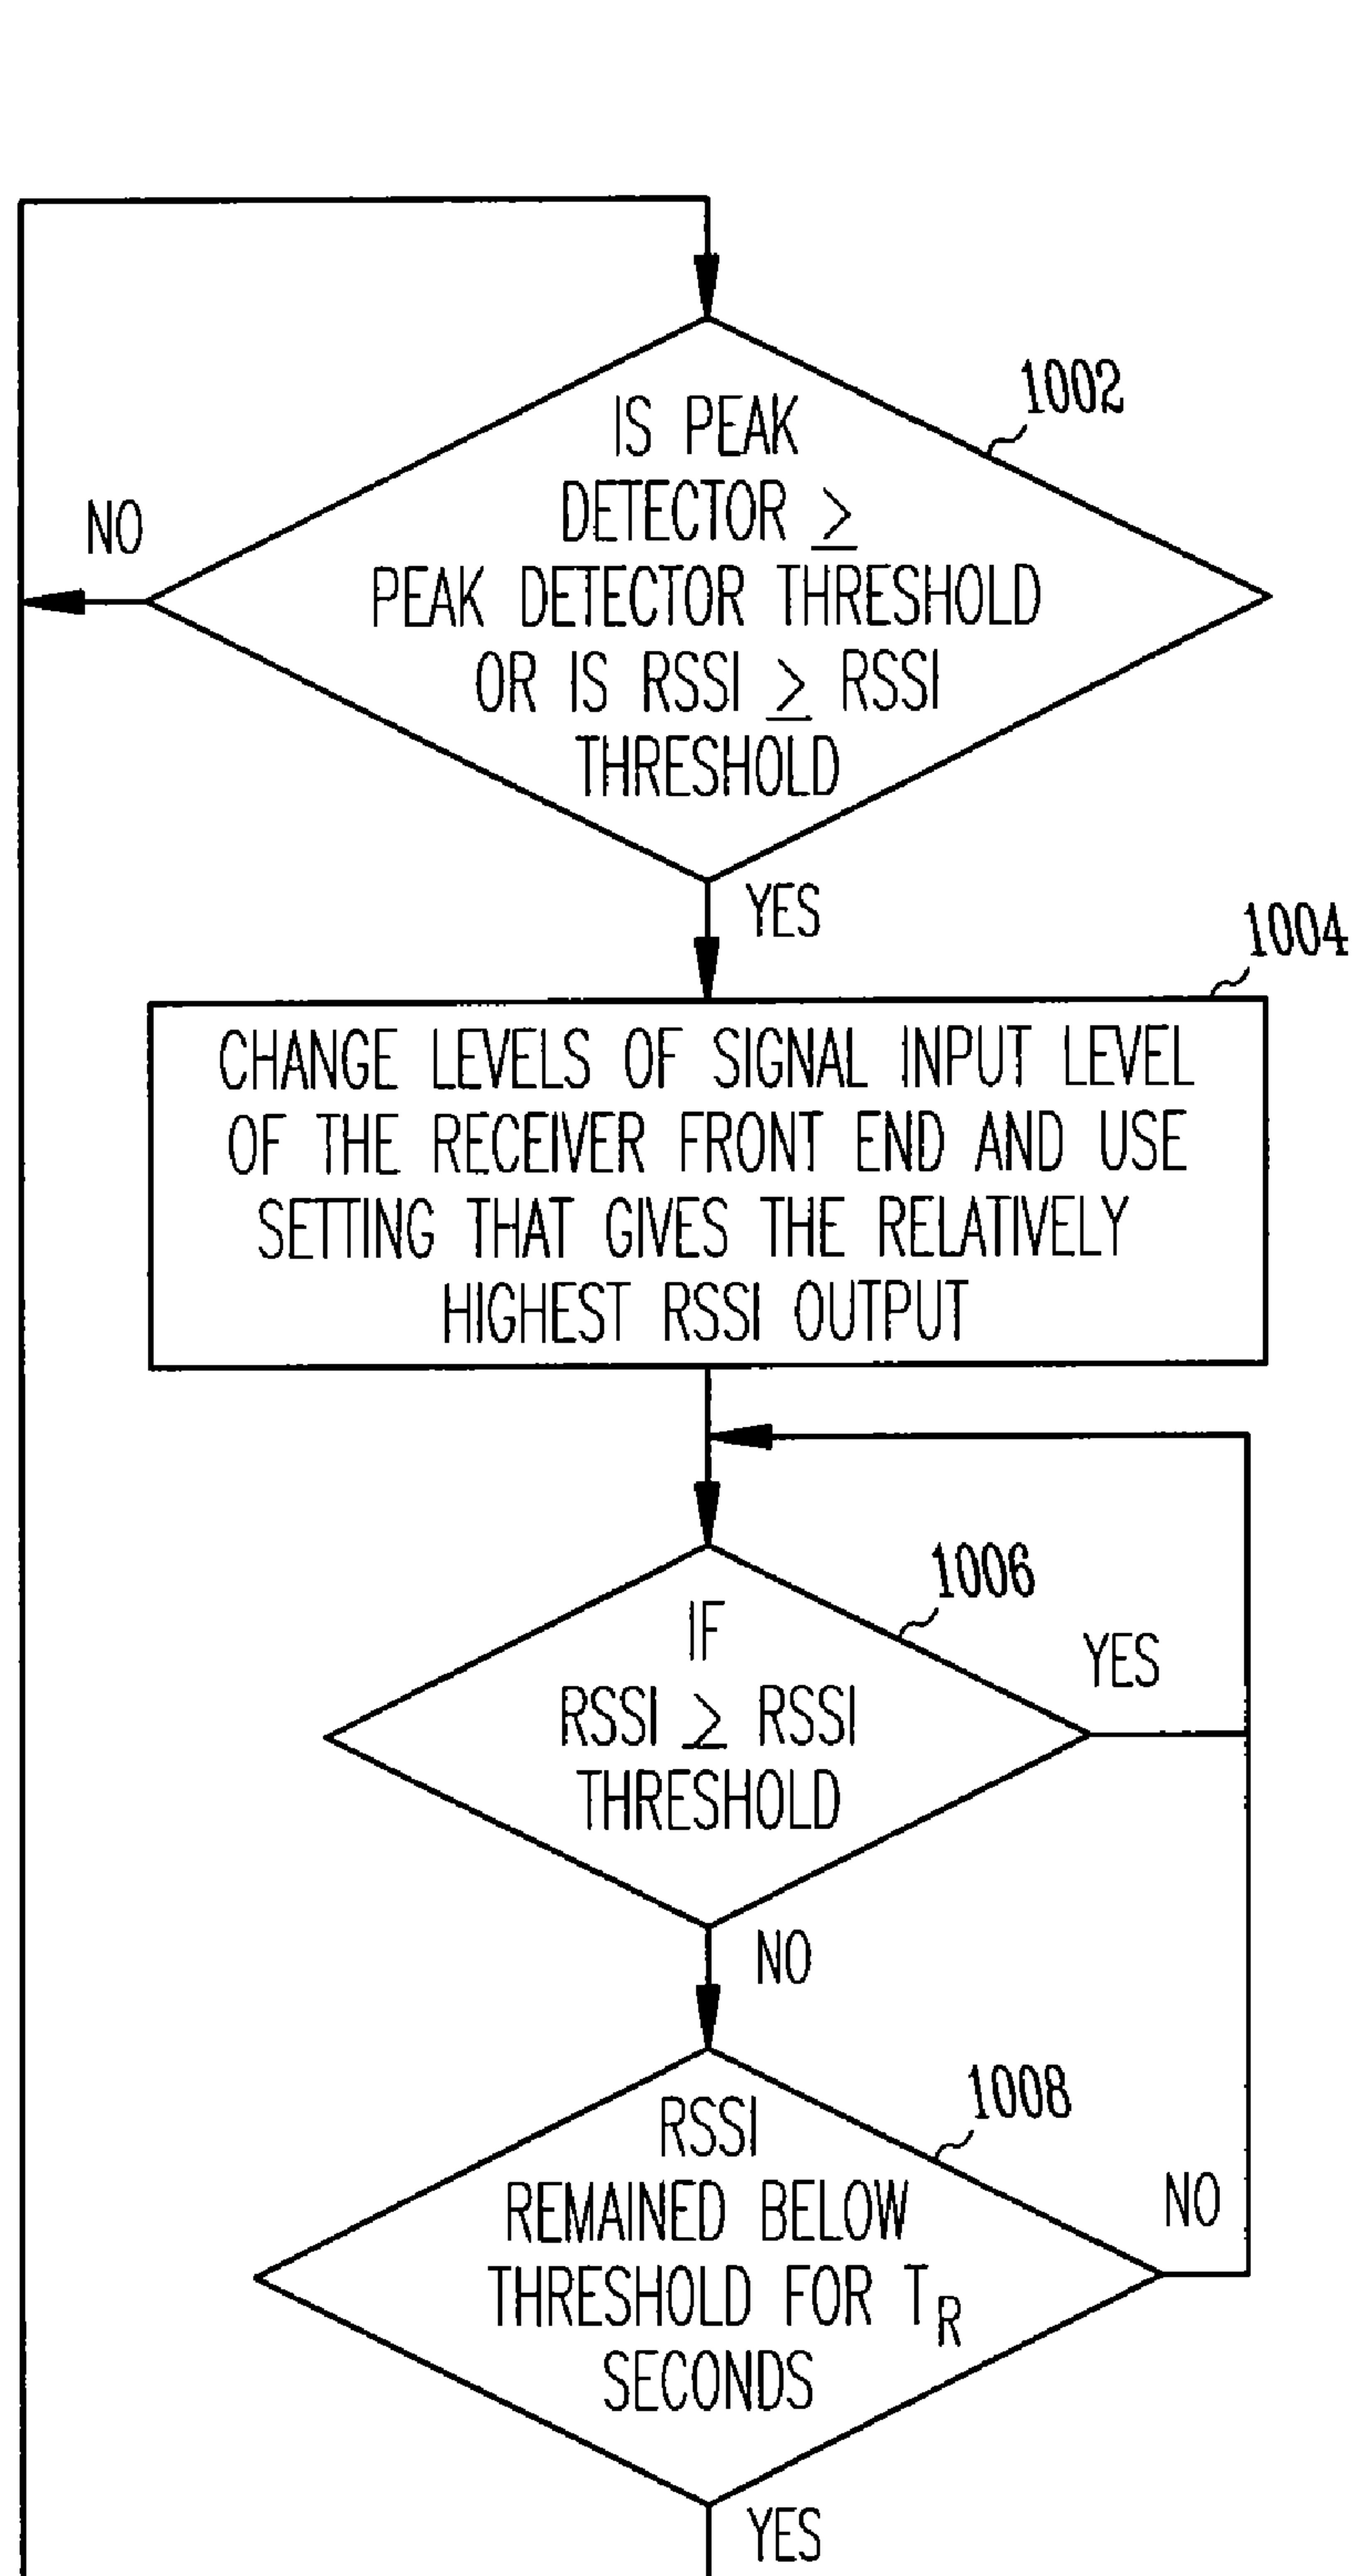 1002
IS PEAK
DETECTOR ≥
PEAK DETECTOR THRESHOLD
OR IS RSSI ≥ RSSI
THRESHOLD
NO
YES
1004
CHANGE LEVELS OF SIGNAL INPUT LEVEL
OF THE RECEIVER FRONT END AND USE
SETTING THAT GIVES THE RELATIVELY
HIGHEST RSSI OUTPUT
1006
IF
RSSI ≥ RSSI
THRESHOLD
YES
NO
1008
RSSI
REMAINED BELOW
THRESHOLD FOR T_R
SECONDS
NO
YES